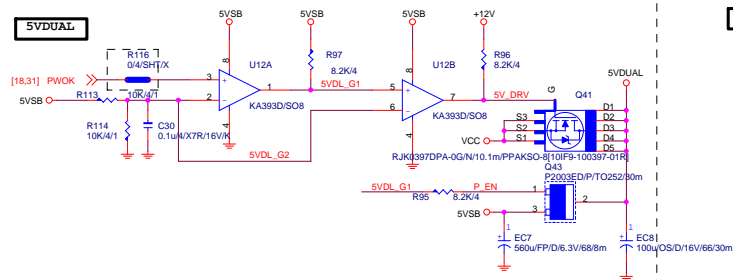 5VDUAL
5VSB
5VSB
+12V
R116
0/4/SHT/X
8
U12A
R97
8.2K/4
8
U12B
R96
8.2K/4
5VDUAL
[18,31] PWOK
3
+
1
5VDL_G1
5
+
7
5V_DRV
G
Q41
5VSB
R113
10K/4/1
2
-
6
-
KA393D/SO8
KA393D/SO8
4
4
R114
10K/4/1
C30
0.1u/4/X7R/16V/K
5VDL_G2
S3
S2
S1
D1
D2
D3
D4
D5
VCC
RJK0397DPA-0G/N/10.1m/PPAKSO-8[10IF9-100397-01R]
Q43
P2003ED/P/TO252/30m
5VDL_G1
R95
8.2K/4
P_EN
1
2
3
5VSB
1
+
EC7
560u/FP/D/6.3V/68/8m
1
+
EC8
100u/OS/D/16V/66/30m